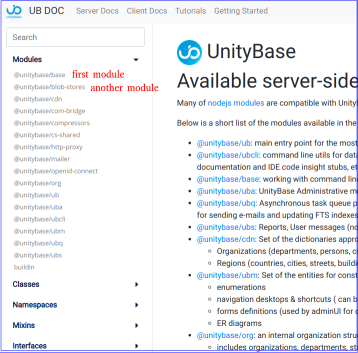 UB DOC Server Docs Client Docs Tutorials Getting Started
UnityBase
Search
Modules
@unitybase/base first module
@unitybase/blob-stores another module
@unitybase/cdn
@unitybase/com-bridge
@unitybase/compressors
@unitybase/cs-shared
@unitybase/http-proxy
@unitybase/mailer
@unitybase/openid-connect
@unitybase/org
@unitybase/ub
@unitybase/uba
@unitybase/ubcli
@unitybase/ubm
@unitybase/ubq
@unitybase/ubs
buildin
Classes
Namespaces
Mixins
Interfaces
UnityBase
Available server-side
Many of nodejs modules are compatible with Unity
Below is a short list of the modules available in the
• @unitybase/ub: main entry point for the most
• @unitybase/ubcli: command line utils for data
documentation and IDE code insight stubs, et
• @unitybase/base: working with command lin
• @unitybase/uba: UnityBase Administrative m
• @unitybase/ubq: Asynchronous task queue p
for sending e-mails and updating FTS indexes
• @unitybase/ubs: Reports, User messages (no
• @unitybase/cdn: Set of the dictionaries appro
Organizations (departments, persons, c
Regions (countries, cities, streets, buildi
• @unitybase/ubm: Set of the entities for const
enumerations
navigation desktops & shortcuts ( can b
forms definitions (used by adminUI for c
ER diagrams
• @unitybase/org: an internal organization stru
includes organizations, departments, st